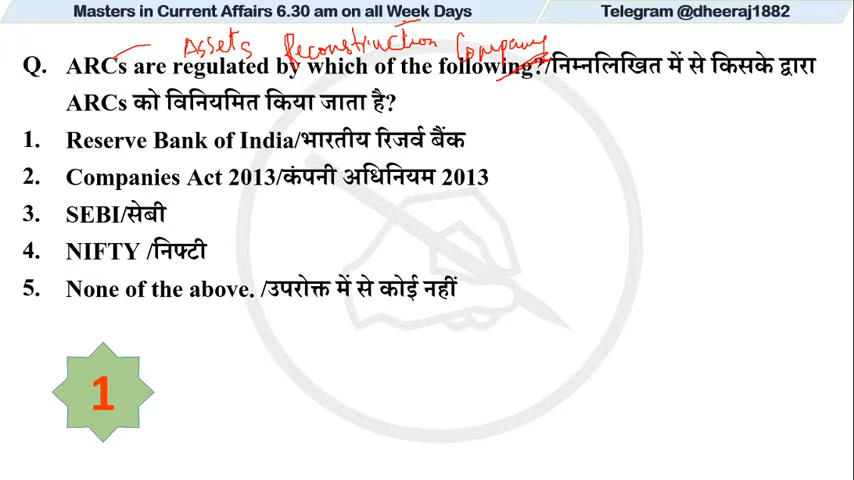 Masters in Current Affairs 6.30 am on all Week Days
Telegram @dheeraj1882
Assets Reconstruction Company
Q. ARCs are regulated by which of the following?/निम्नलिखित में से किसके द्वारा
ARCs को विनियमित किया जाता है?
1. Reserve Bank of India/भारतीय रिजर्व बैंक
2. Companies Act 2013/कंपनी अधिनियम 2013
3. SEBI/सेबी
4. NIFTY /निफ्टी
5. None of the above. /उपरोक्त में से कोई नहीं
1